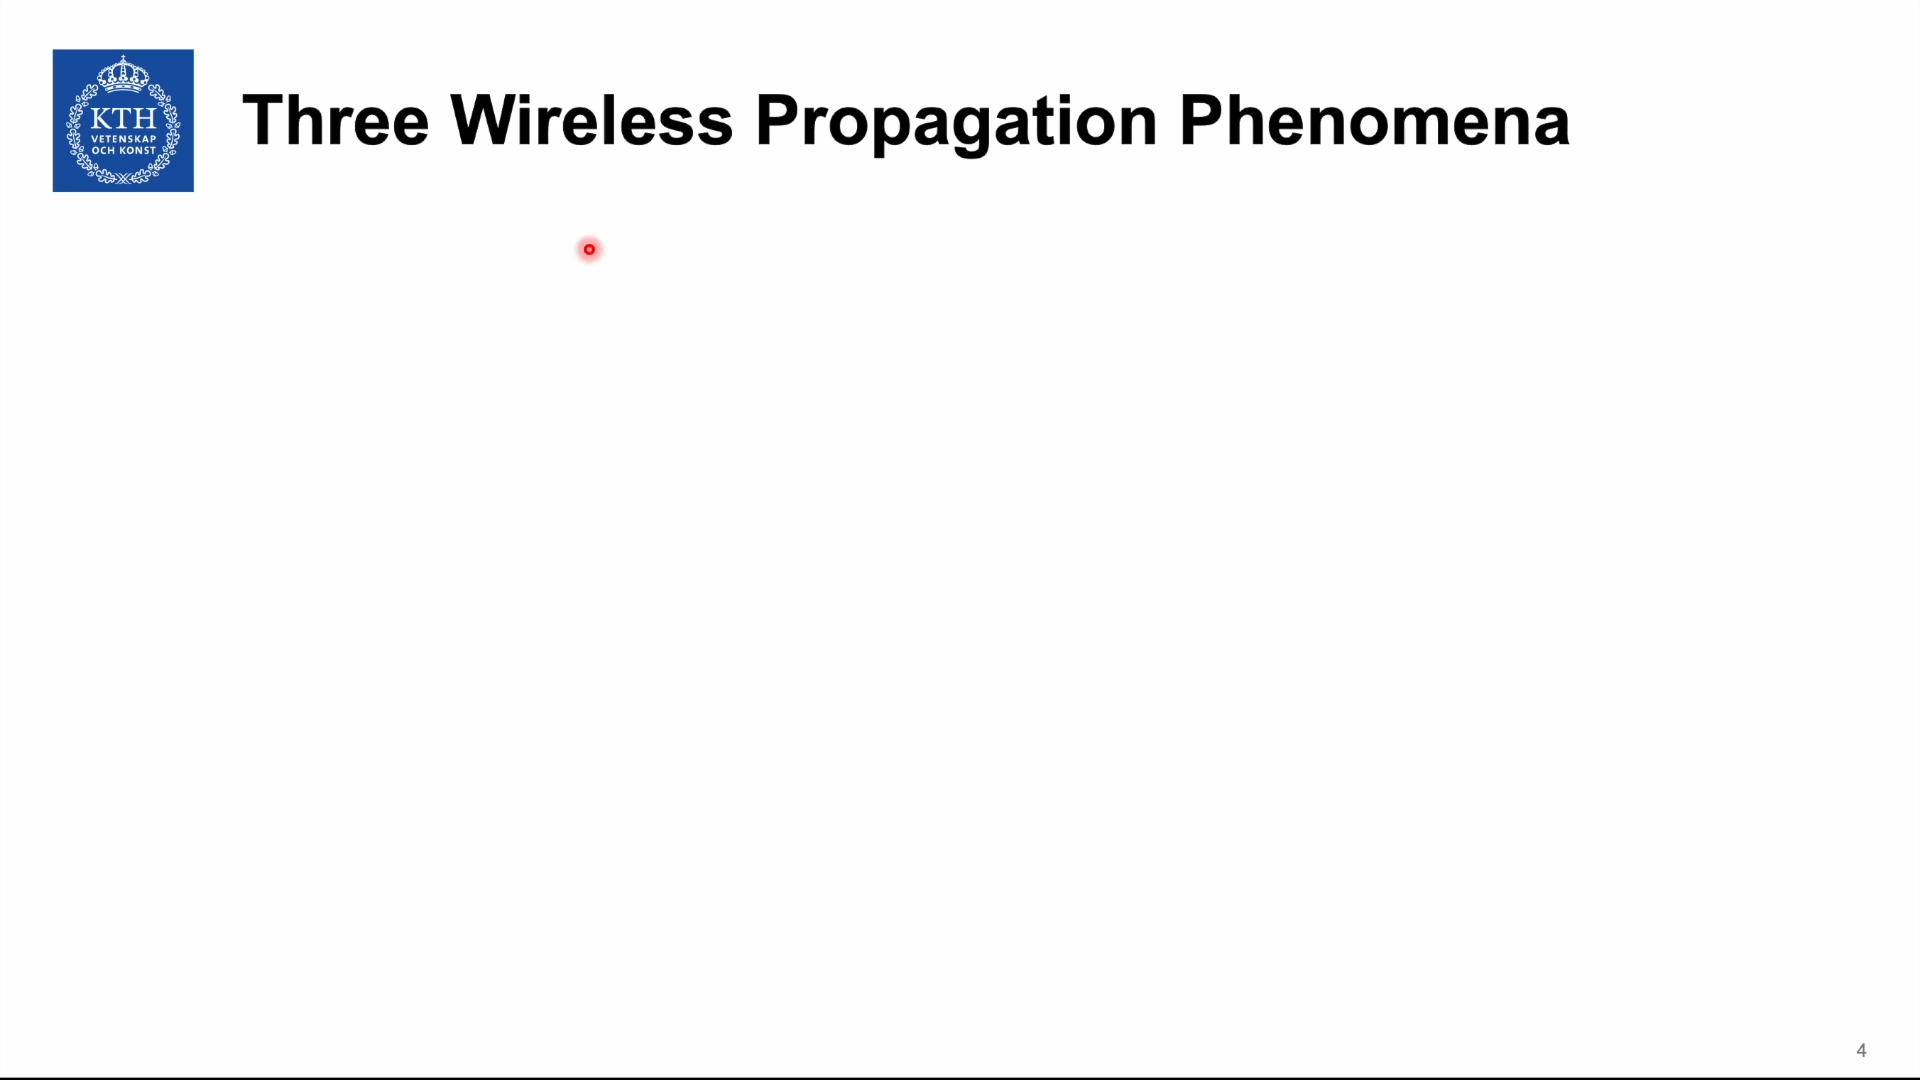 KTH
VETENSKAP
OCH KONST
Three Wireless Propagation Phenomena
4